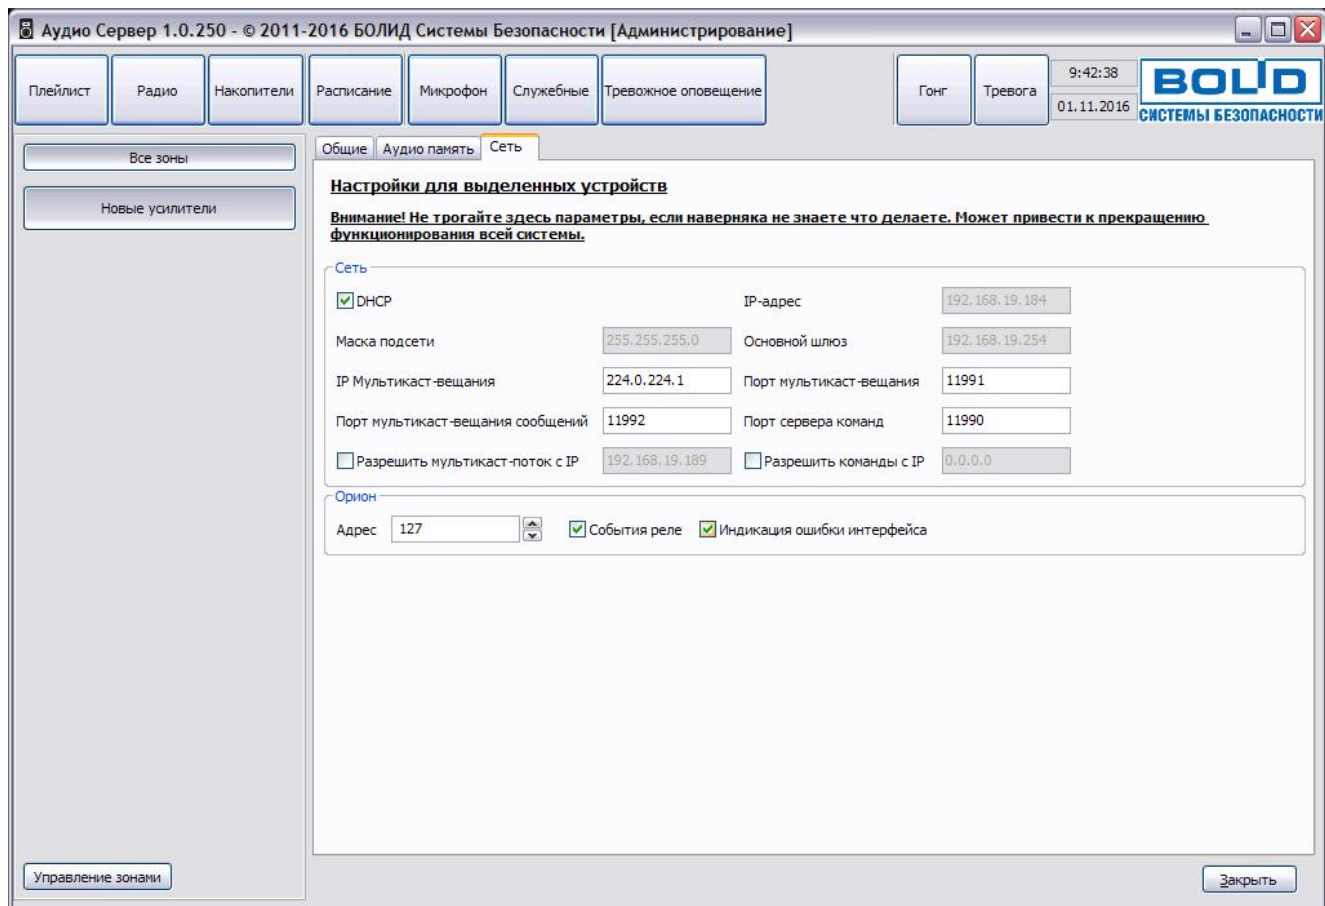 Аудио Сервер 1.0.250 - © 2011-2016 БОЛИД Системы Безопасности [Администрирование]
Плейлист Радио Накопители Расписание Микрофон Служебные Тревожное оповещение Гонг Тревога 9:42:38
01.11.2016
BOLID
СИСТЕМЫ БЕЗОПАСНОСТИ
Все зоны
Новые усилители
Общие Аудио память Сеть
Настройки для выделенных устройств
Внимание! Не трогайте здесь параметры, если наверняка не знаете что делаете. Может привести к прекращению
функционирования всей системы.
Сеть
DHCP IP-адрес 192.168.19.184
Маска подсети 255.255.255.0 Основной шлюз 192.168.19.254
IP Мультикаст-вещания 224.0.224.1 Порт мультикаст-вещания 11991
Порт мультикаст-вещания сообщений 11992 Порт сервера команд 11990
Разрешить мультикаст-поток с IP 192.168.19.189 Разрешить команды с IP 0.0.0.0
Орион
Адрес 127 События реле Индикация ошибки интерфейса
Управление зонами
Закрыть